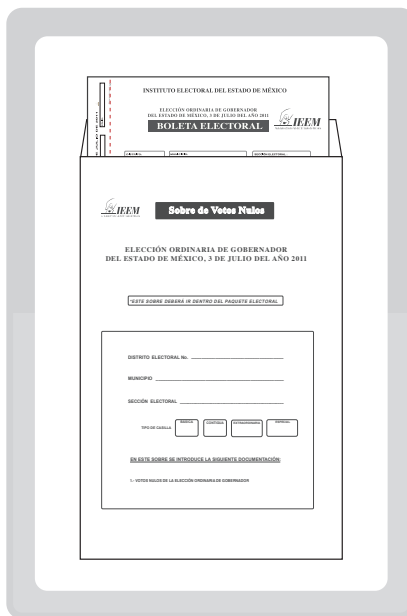 INSTITUTO ELECTORAL DEL ESTADO DE MÉXICO
ELECCIÓN ORDINARIA DE GOBERNADOR
DEL ESTADO DE MÉXICO, 3 DE JULIO DEL AÑO 2011
BOLETA ELECTORAL
IEEM
IEEM
Sobre de Votos Nulos
ELECCIÓN ORDINARIA DE GOBERNADOR
DEL ESTADO DE MÉXICO, 3 DE JULIO DEL AÑO 2011
*ESTE SOBRE DEBERÁ IR DENTRO DEL PAQUETE ELECTORAL
DISTRITO ELECTORAL No.
MUNICIPIO
SECCIÓN ELECTORAL
TIPO DE CASILLA BÁSICA CONTIGUA EXTRAORDINARIA ESPECIAL
EN ESTE SOBRE SE INTRODUCE LA SIGUIENTE DOCUMENTACIÓN:
1.- VOTOS NULOS DE LA ELECCIÓN ORDINARIA DE GOBERNADOR